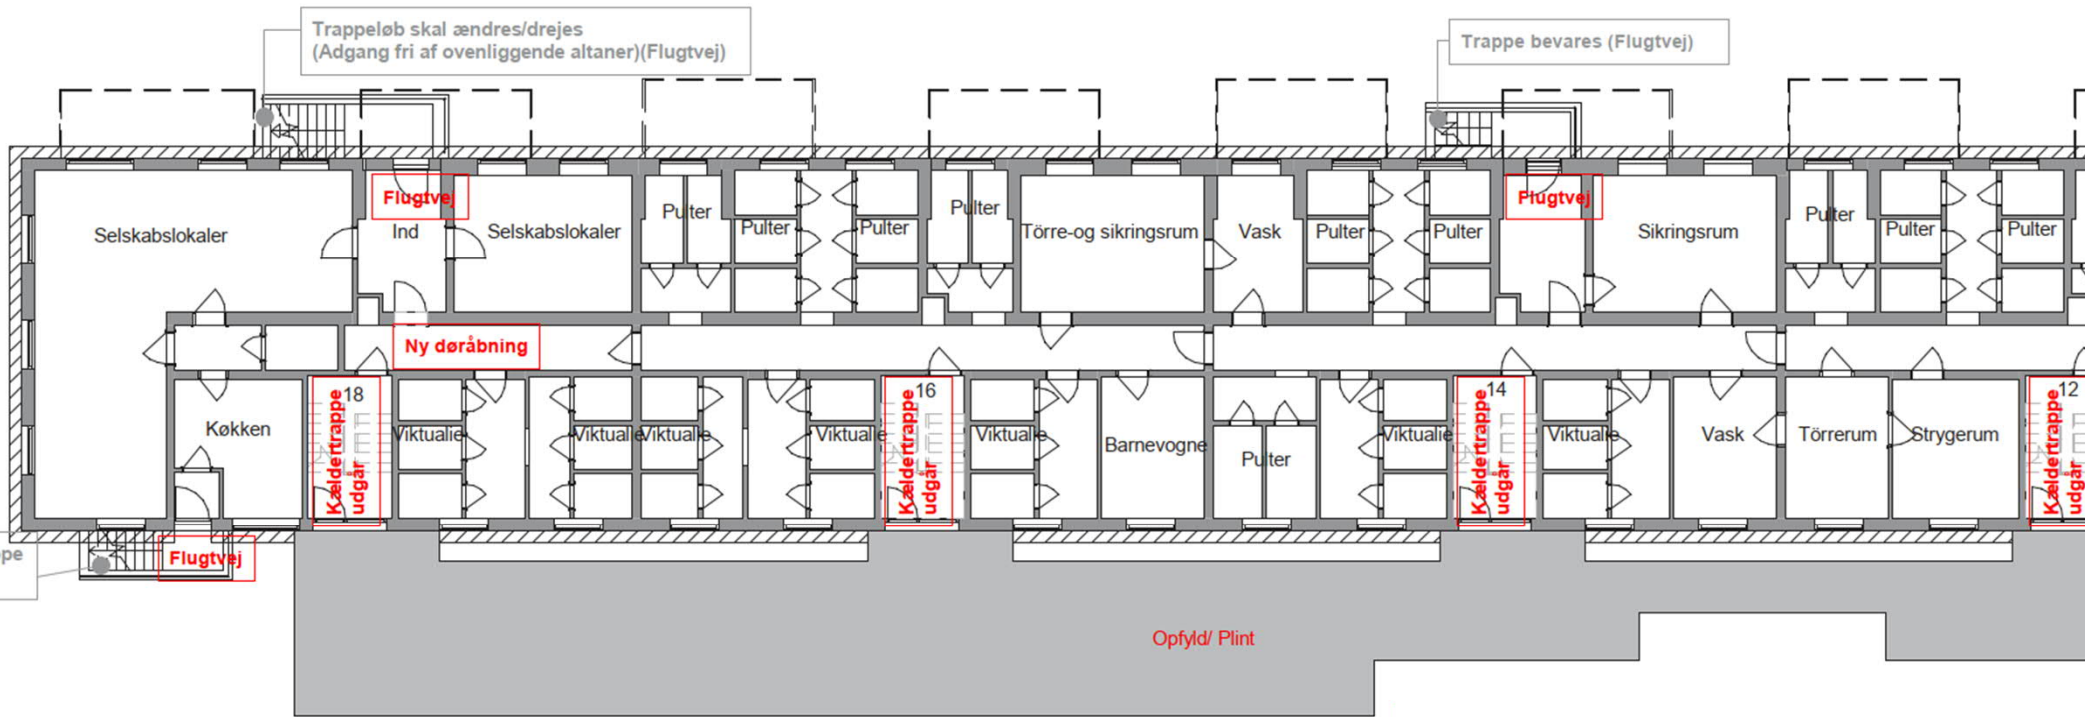 Trappeløb skal ændres/drejes
(Adgang fri af ovenliggende altaner)(Flugtvej)
Trappe bevares (Flugtvej)
Flugtvej
Flugtvej
Selskabslokaler
Ind
Selskabslokaler
Pulter
Pulter
Pulter
Pulter
Törre-og sikringsrum
Vask
Pulter
Pulter
Sikringsrum
Pulter
Pulter
Pulter
Ny døråbning
Køkken
18
Kældertrappe
udgår
Viktualie
Viktualie
Viktualie
Viktualie
16
Kældertrappe
udgår
Viktualie
Barnevogne
Pulter
Viktualie
14
Kældertrappe
udgår
Viktualie
Vask
Törrerum
Strygerum
12
Kældertrappe
udgår
pe
Flugtvej
Opfyld/ Plint